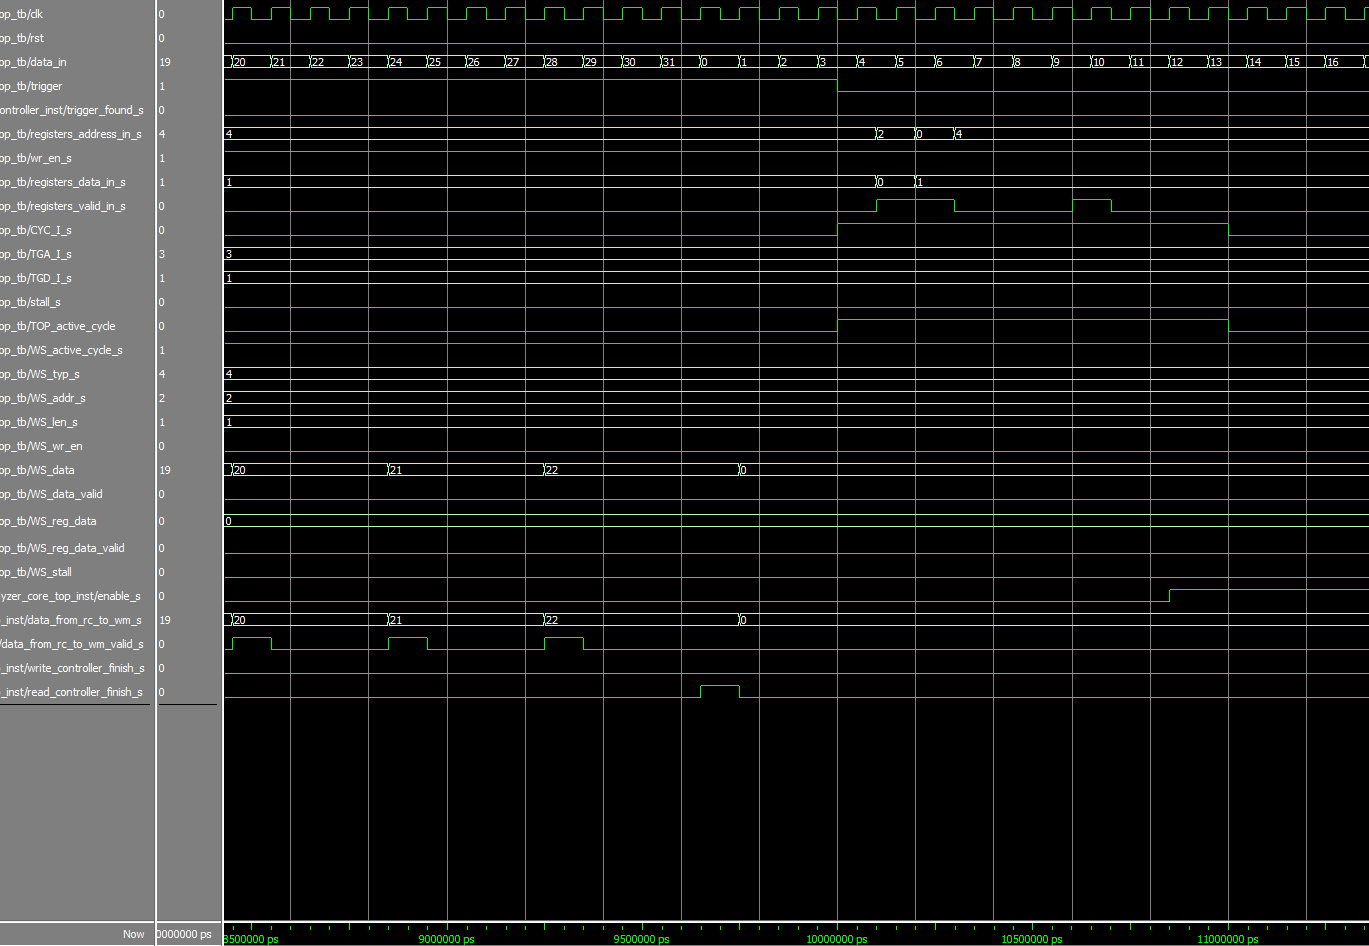 op_tb/clk 0
op_tb/rst 0
op_tb/data_in 19 20 21 22 23 24 25 26 27 28 29 30 31 0 1 2 3 4 5 6 7 8 9 10 11 12 13 14 15 16
op_tb/trigger 1
ontroller_inst/trigger_found_s 0
op_tb/registers_address_in_s 4 4 2 0 4
op_tb/wr_en_s 1
op_tb/registers_data_in_s 1 1 0 1
op_tb/registers_valid_in_s 0
op_tb/CYC_I_s 0
op_tb/TGA_I_s 3 3
op_tb/TGD_I_s 1 1
op_tb/stall_s 0
op_tb/TOP_active_cycle 0
op_tb/WS_active_cycle_s 1
op_tb/WS_typ_s 4 4
op_tb/WS_addr_s 2 2
op_tb/WS_len_s 1 1
op_tb/WS_wr_en 0
op_tb/WS_data 19 20 21 22 0
op_tb/WS_data_valid 0
op_tb/WS_reg_data 0 0
op_tb/WS_reg_data_valid 0
op_tb/WS_stall 0
yzer_core_top_inst/enable_s 0
_inst/data_from_rc_to_wm_s 19 20 21 22 0
/data_from_rc_to_wm_valid_s 0
_inst/write_controller_finish_s 0
_inst/read_controller_finish_s 0
Now 0000000 ps 8500000 ps 9000000 ps 9500000 ps 10000000 ps 10500000 ps 11000000 ps